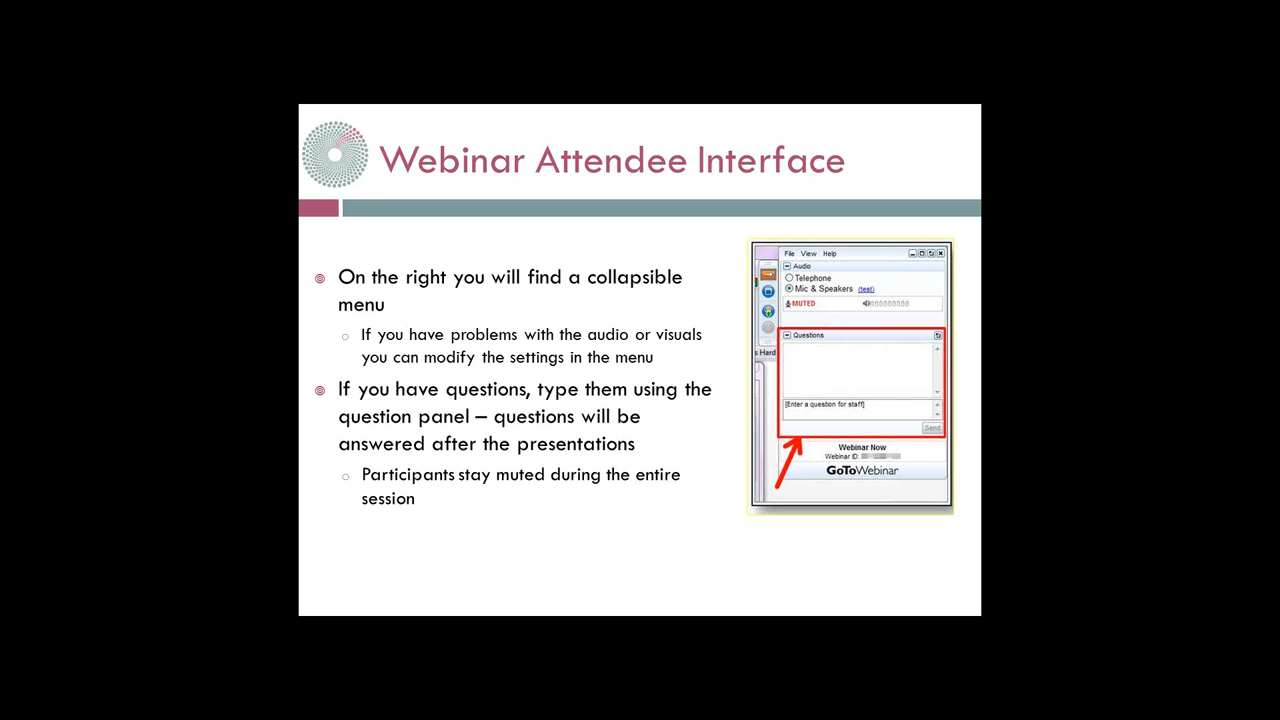 Webinar Attendee Interface
On the right you will find a collapsible
menu
If you have problems with the audio or visuals
you can modify the settings in the menu
If you have questions, type them using the
question panel – questions will be
answered after the presentations
Participants stay muted during the entire
session
File View Help
Audio
Telephone
Mic & Speakers (test)
MUTED
Questions
s Hard
[Enter a question for staff]
Send
Webinar Now
Webinar ID:
GoToWebinar